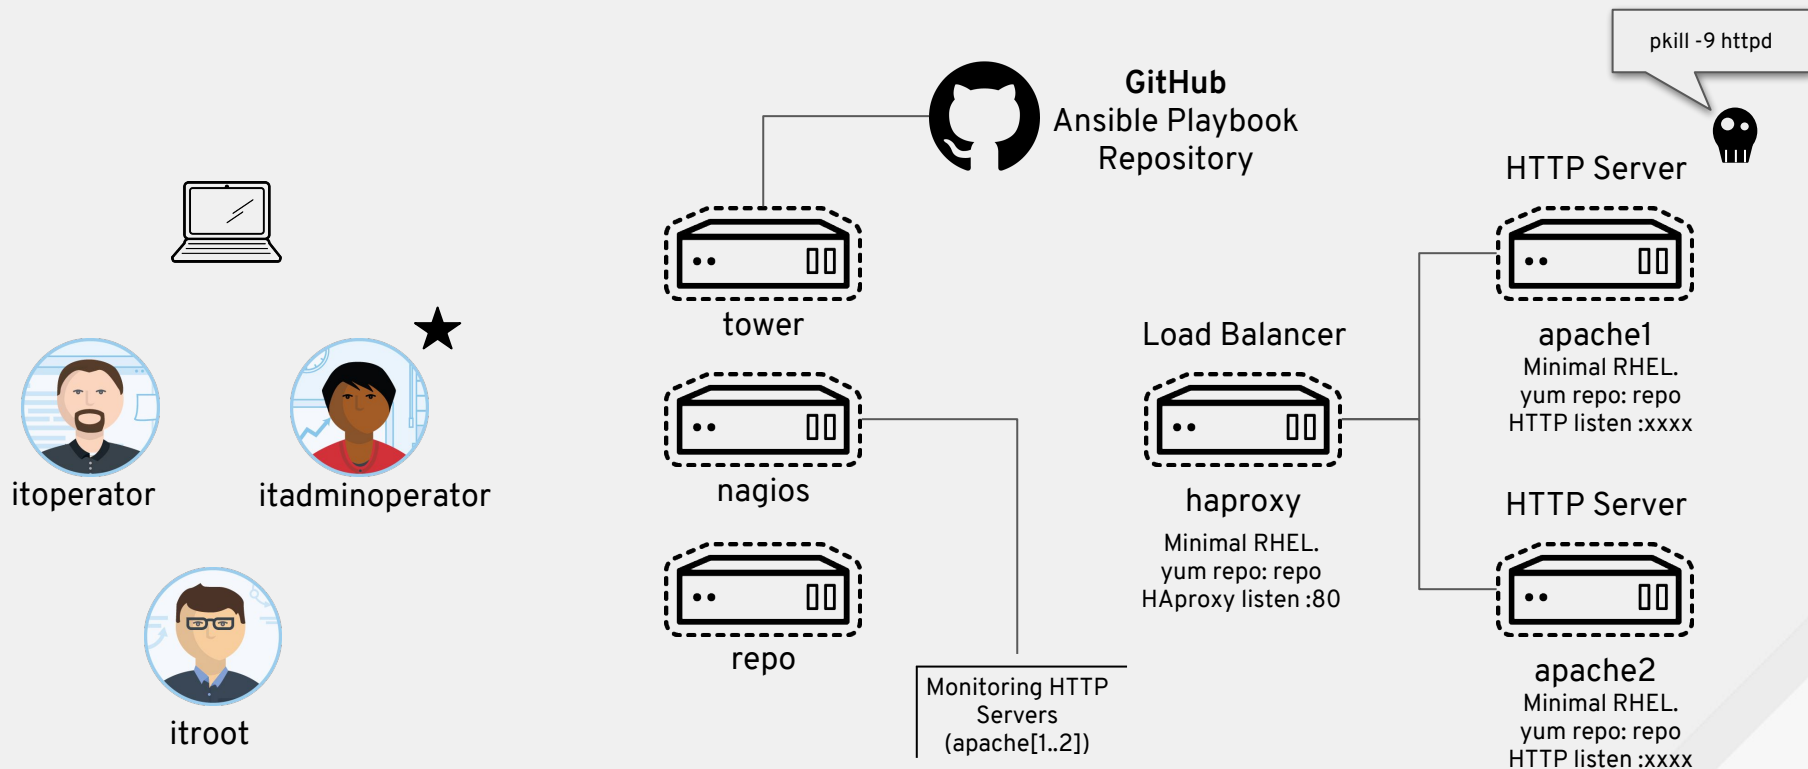 pkill -9 httpd
GitHub
Ansible Playbook
Repository
HTTP Server
tower
Load Balancer
apache1
Minimal RHEL.
yum repo: repo
HTTP listen :xxxx
itoperator
itadminoperator
nagios
haproxy
Minimal RHEL.
yum repo: repo
HAproxy listen :80
HTTP Server
repo
itroot
Monitoring HTTP
Servers
(apache[1..2])
apache2
Minimal RHEL.
yum repo: repo
HTTP listen :xxxx